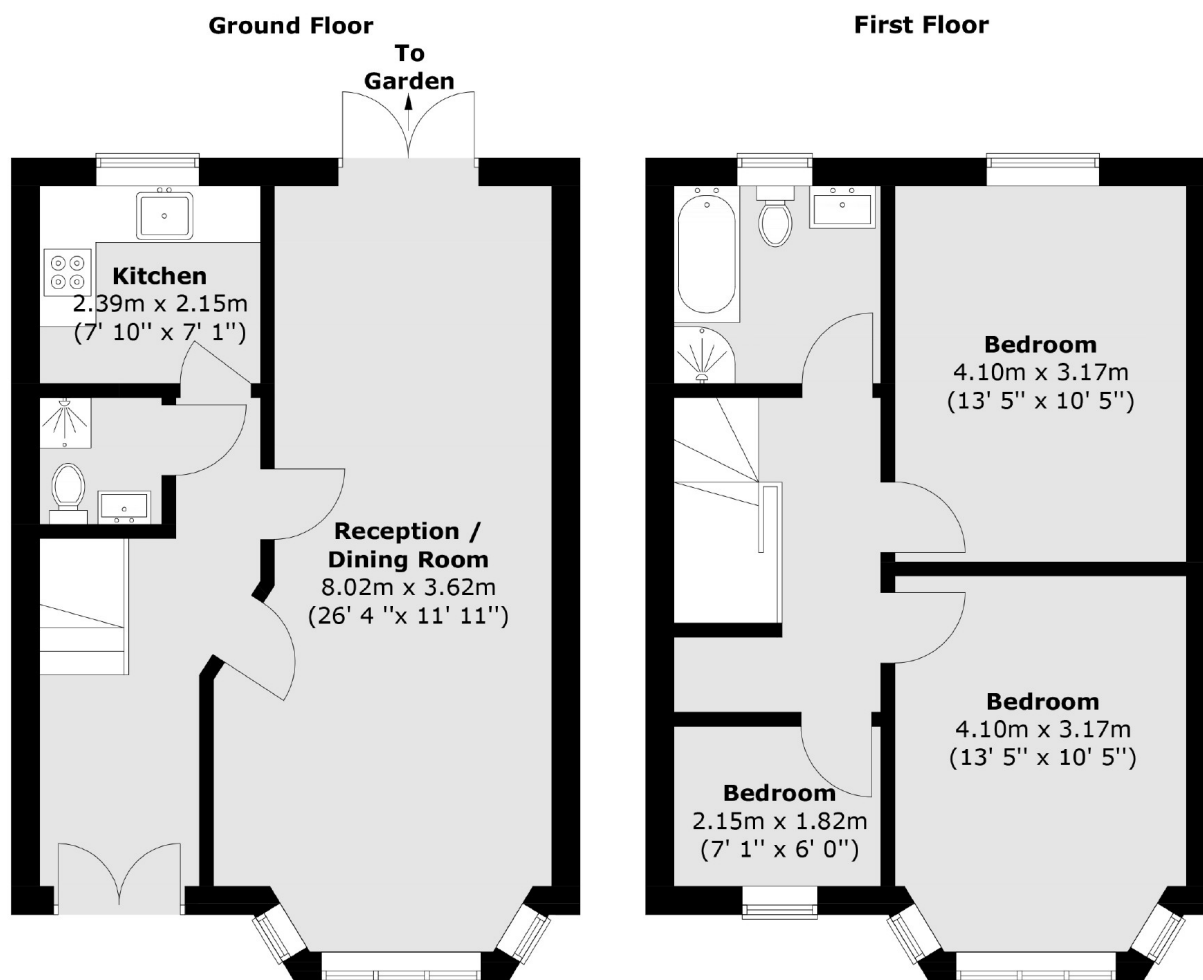 Ground Floor
To
Garden
Kitchen
2.39m x 2.15m
(7' 10'' x 7' 1'')
Reception /
Dining Room
8.02m x 3.62m
(26' 4 ''x 11' 11'')
First Floor
Bedroom
4.10m x 3.17m
(13' 5'' x 10' 5'')
Bedroom
4.10m x 3.17m
(13' 5'' x 10' 5'')
Bedroom
2.15m x 1.82m
(7' 1'' x 6' 0'')